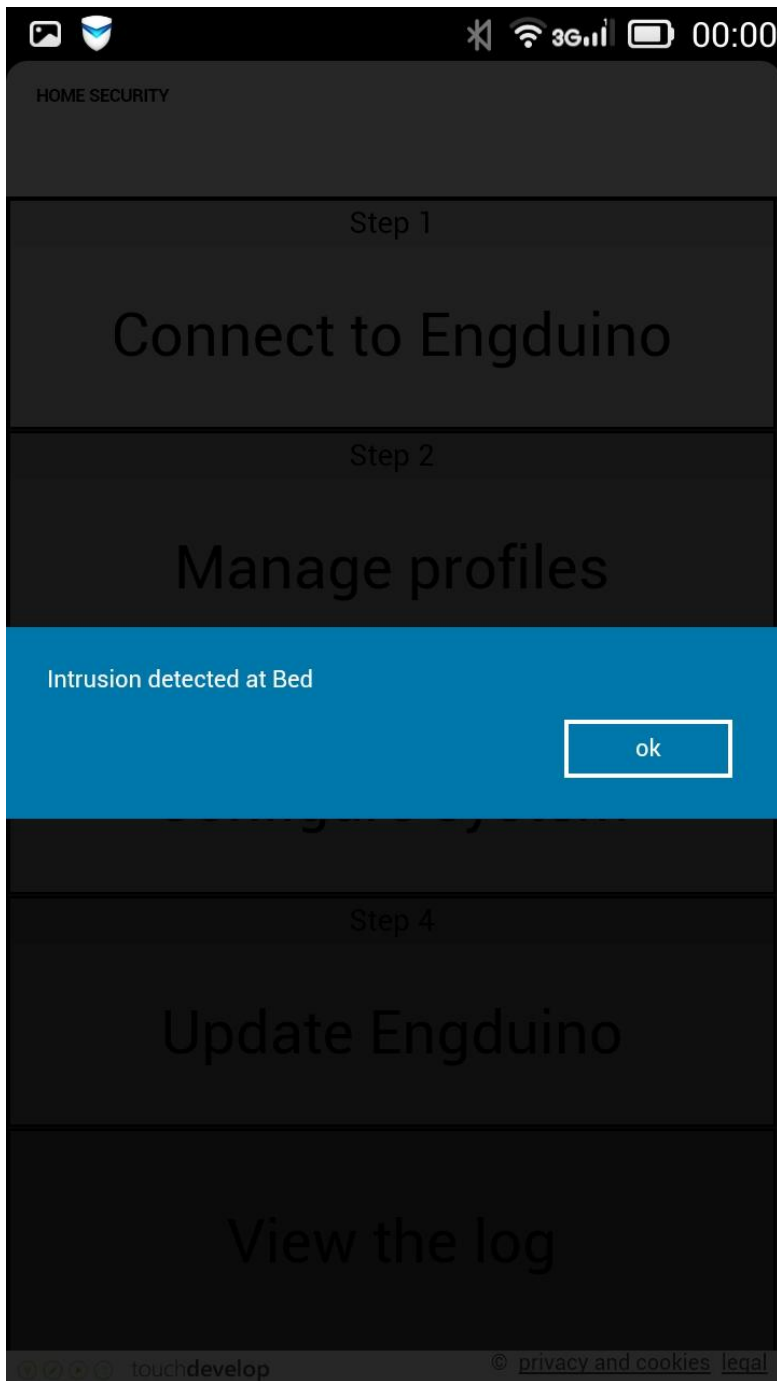 3G 00:00
HOME SECURITY
Step 1
Connect to Engduino
Step 2
Manage profiles
Intrusion detected at Bed
ok
Step 4
Update Engduino
View the log
touchdevelop © privacy and cookies legal